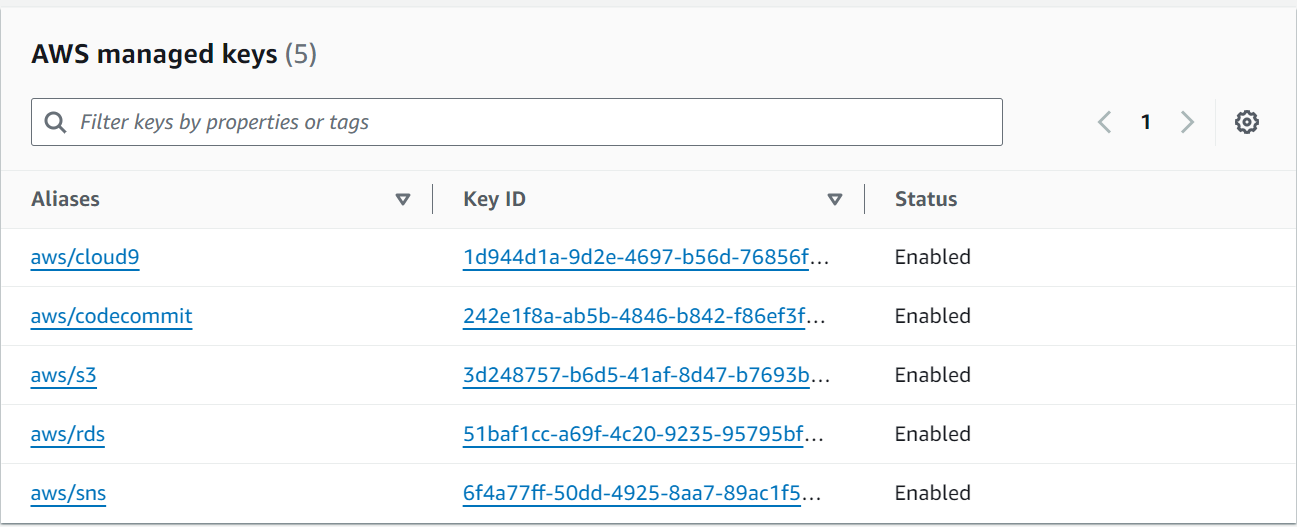 AWS managed keys (5)
Filter keys by properties or tags
1
Aliases Key ID Status
aws/cloud9 1d944d1a-9d2e-4697-b56d-76856f... Enabled
aws/codecommit 242e1f8a-ab5b-4846-b842-f86ef3f... Enabled
aws/s3 3d248757-b6d5-41af-8d47-b7693b... Enabled
aws/rds 51baf1cc-a69f-4c20-9235-95795bf... Enabled
aws/sns 6f4a77ff-50dd-4925-8aa7-89ac1f5... Enabled